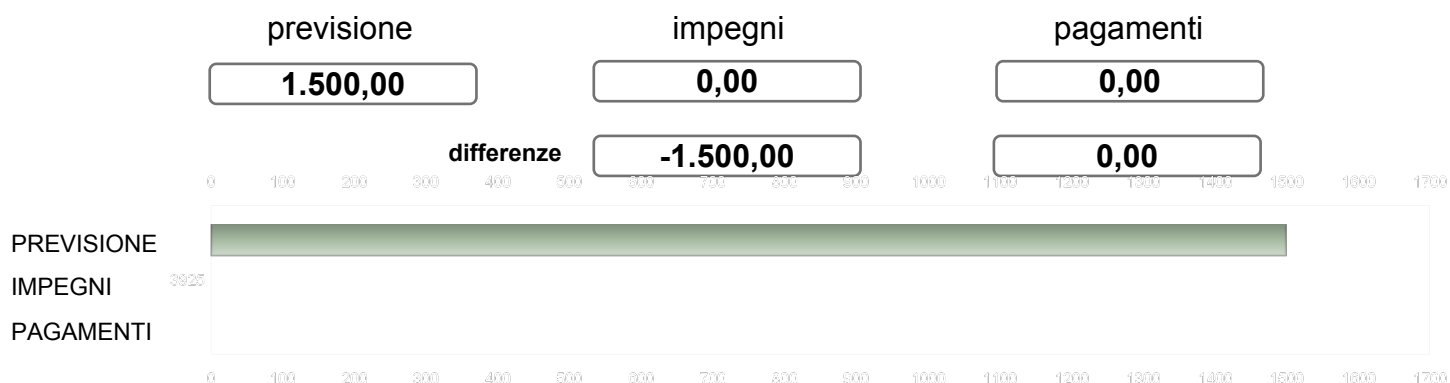 previsione impegni pagamenti
1.500,00 0,00 0,00
differenze -1.500,00 0,00
0 100 200 300 400 500 600 700 800 900 1000 1100 1200 1300 1400 1500 1600 1700
PREVISIONE
3925
IMPEGNI
PAGAMENTI
0 100 200 300 400 500 600 700 800 900 1000 1100 1200 1300 1400 1500 1600 1700